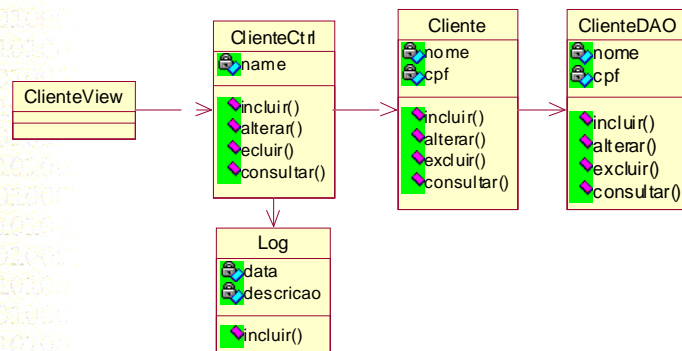 ClienteView
ClienteCtrl
name
incluir()
alterar()
ecluir()
consultar()
Cliente
nome
cpf
incluir()
alterar()
excluir()
consultar()
ClienteDAO
nome
cpf
incluir()
alterar()
excluir()
consultar()
Log
data
descricao
incluir()